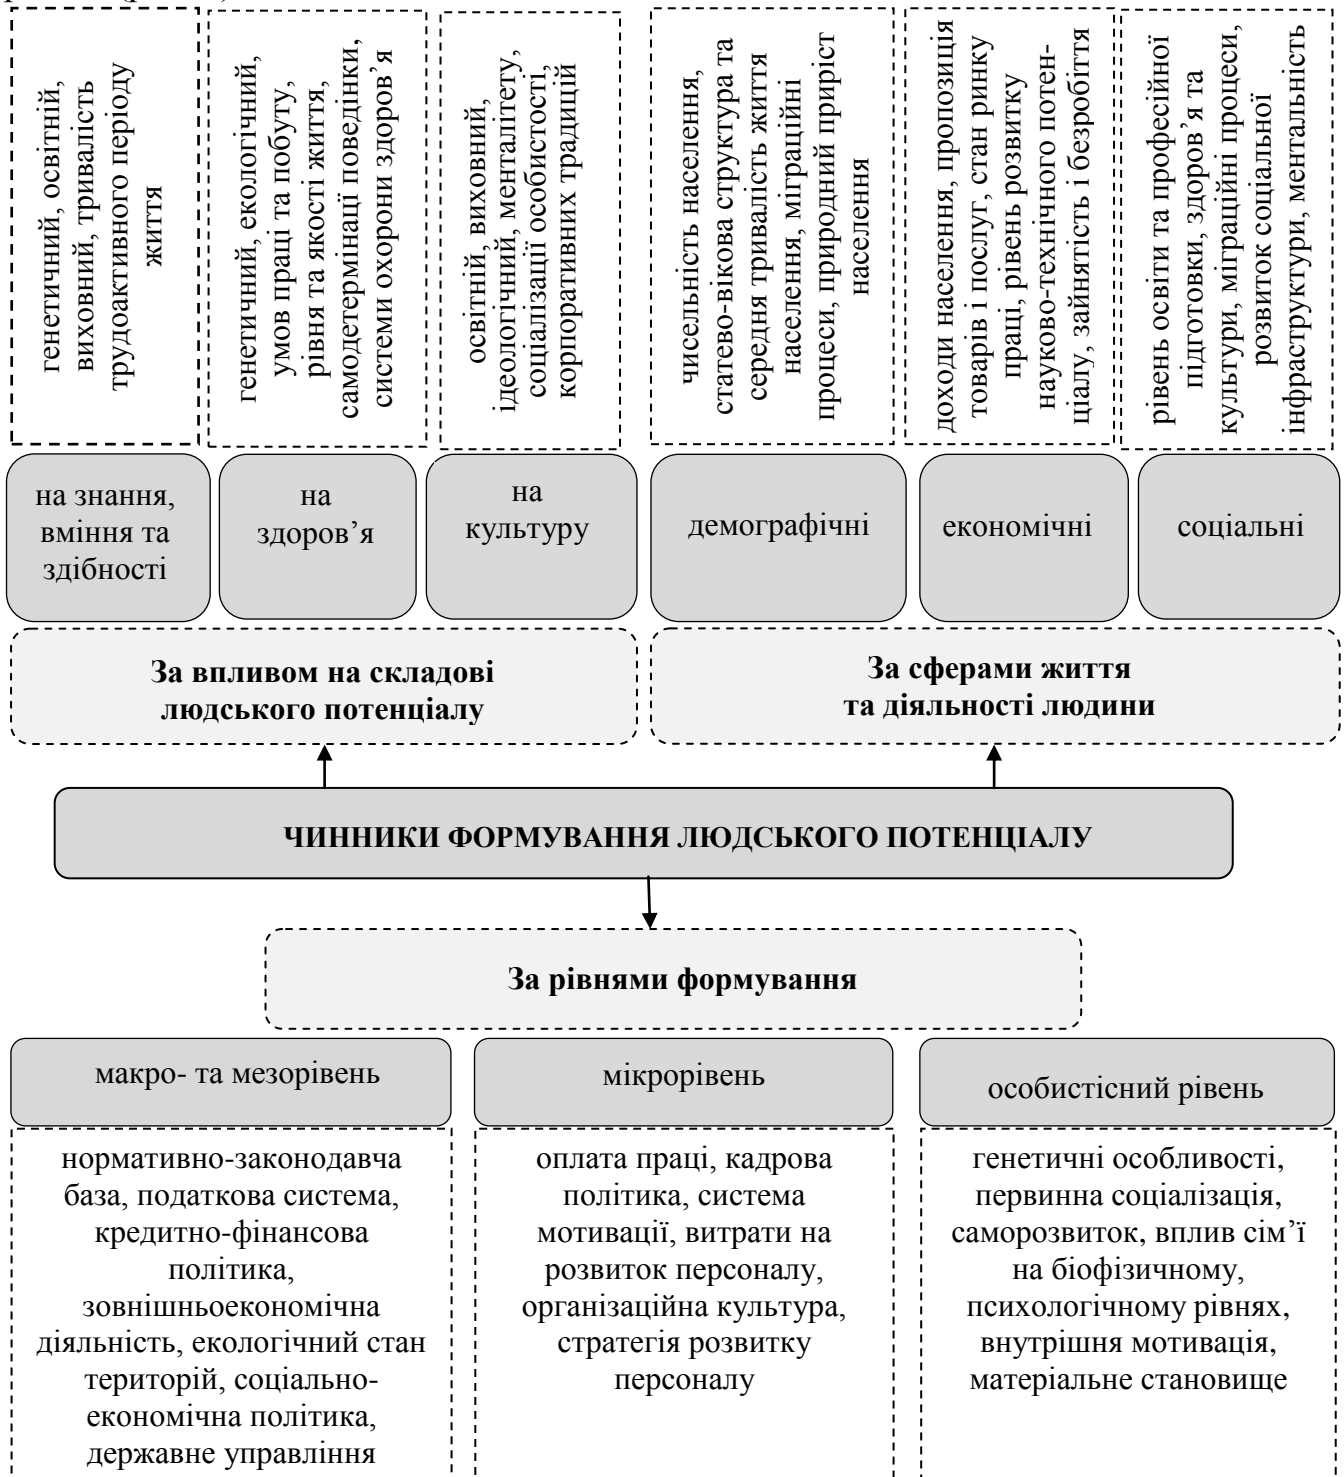 генетичний, освітній,
виховний, тривалість
трудоактивного періоду
життя
генетичний, екологічний,
умов праці та побуту,
рівня та якості життя,
самодетермінації поведінки,
системи охорони здоров’я
освітній, виховний,
ідеологічний, менталітету,
соціалізації особистості,
корпоративних традицій
чисельність населення,
статево-вікова структура та
середня тривалість життя
населення, міграційні
процеси, природний приріст
населення
доходи населення, пропозиція
товарів і послуг, стан ринку
праці, рівень розвитку
науково-технічного потен-
ціалу, зайнятість і безробіття
рівень освіти та професійної
підготовки, здоров’я та
культури, міграційні процеси,
розвиток соціальної
інфраструктури, ментальність
на знання,
вміння та
здібності
на
здоров’я
на
культуру
демографічні
економічні
соціальні
За впливом на складові
людського потенціалу
За сферами життя
та діяльності людини
ЧИННИКИ ФОРМУВАННЯ ЛЮДСЬКОГО ПОТЕНЦІАЛУ
За рівнями формування
макро- та мезорівень
мікрорівень
особистісний рівень
нормативно-законодавча
база, податкова система,
кредитно-фінансова
політика,
зовнішньоекономічна
діяльність, екологічний стан
територій, соціально-
економічна політика,
державне управління
оплата праці, кадрова
політика, система
мотивації, витрати на
розвиток персоналу,
організаційна культура,
стратегія розвитку
персоналу
генетичні особливості,
первинна соціалізація,
саморозвиток, вплив сім’ї
на біофізичному,
психологічному рівнях,
внутрішня мотивація,
матеріальне становище